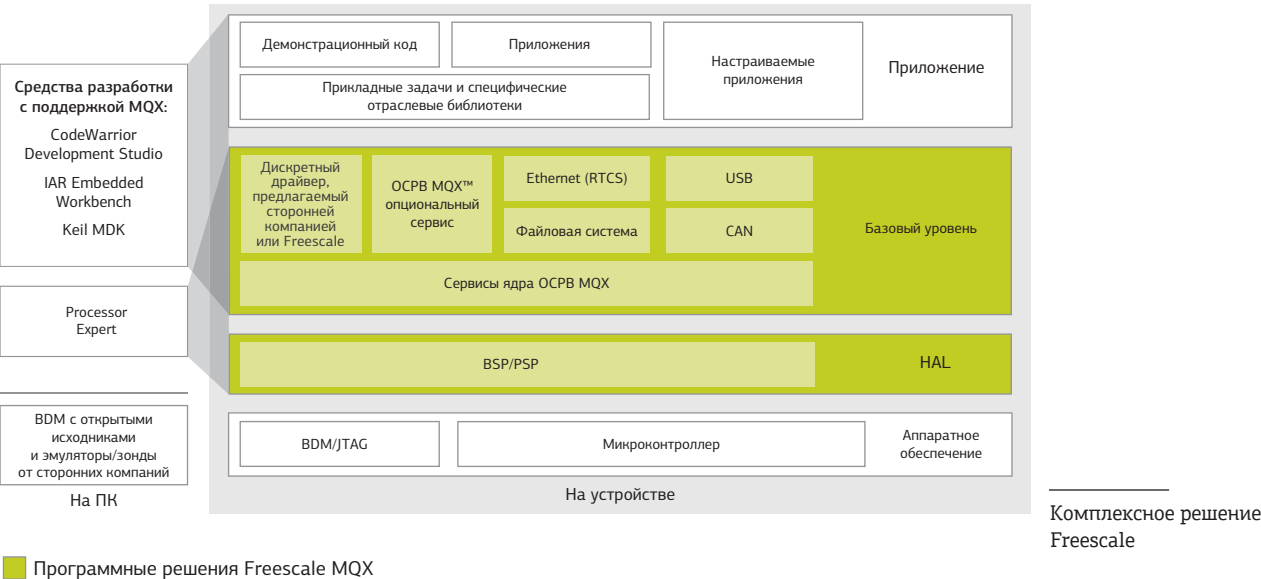 Средства разработки
с поддержкой MQX:
CodeWarrior
Development Studio
IAR Embedded
Workbench
Keil MDK
Processor
Expert
BDM с открытыми
исходниками
и эмуляторы/зонды
от сторонних компаний
На ПК
Демонстрационный код
Приложения
Прикладные задачи и специфические
отраслевые библиотеки
Настраиваемые
приложения
Приложение
Дискретный
драйвер,
предлагаемый
сторонней
компанией
или Freescale
ОСРВ MQX™
опциональный
сервис
Ethernet (RTCS)
USB
Файловая система
CAN
Сервисы ядра ОСРВ MQX
Базовый уровень
BSP/PSP
HAL
BDM/JTAG
Микроконтроллер
Аппаратное
обеспечение
На устройстве
Комплексное решение
Freescale
Программные решения Freescale MQX